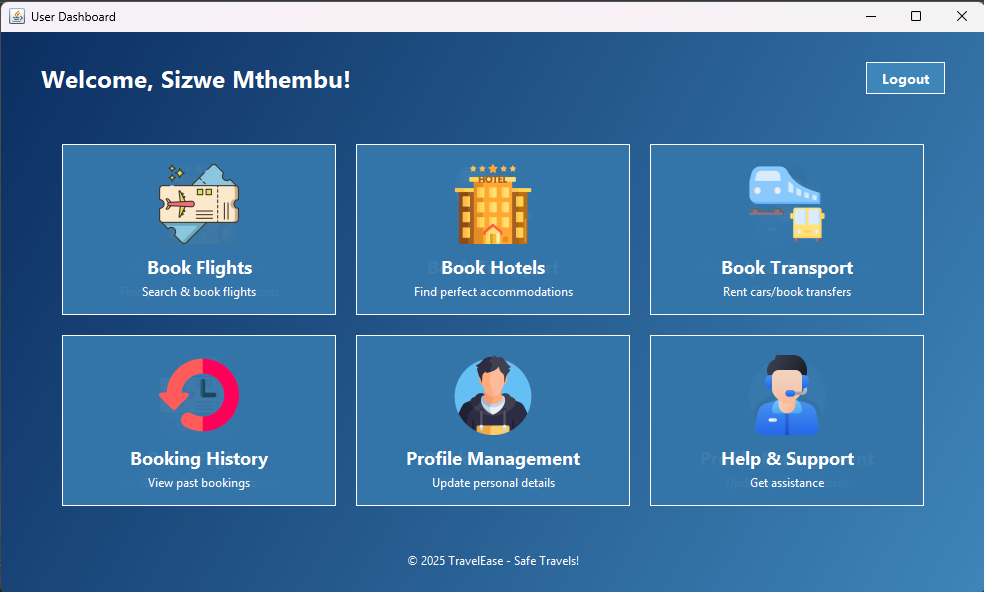 User Dashboard
Welcome, Sizwe Mthembu!
Logout
HOTEL
Book Flights
Search & book flights
Book Hotels
Find perfect accommodations
Book Transport
Rent cars/book transfers
Booking History
View past bookings
Profile Management
Update personal details
Help & Support
Get assistance
© 2025 TravelEase - Safe Travels!